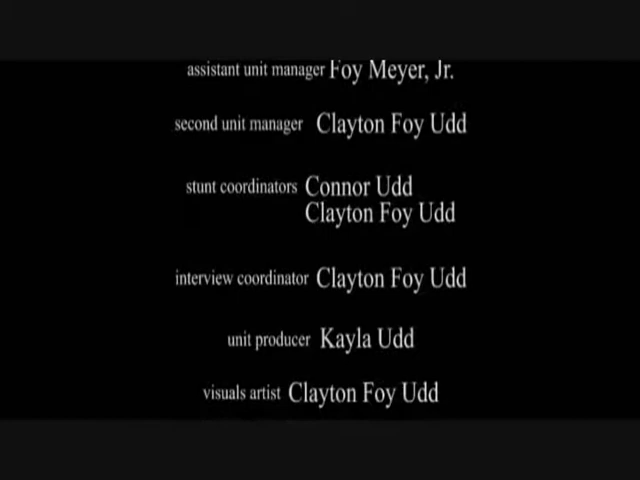 assistant unit manager Foy Meyer, Jr.
second unit manager Clayton Foy Udd
stunt coordinators Connor Udd
Clayton Foy Udd
interview coordinator Clayton Foy Udd
unit producer Kayla Udd
visuals artist Clayton Foy Udd